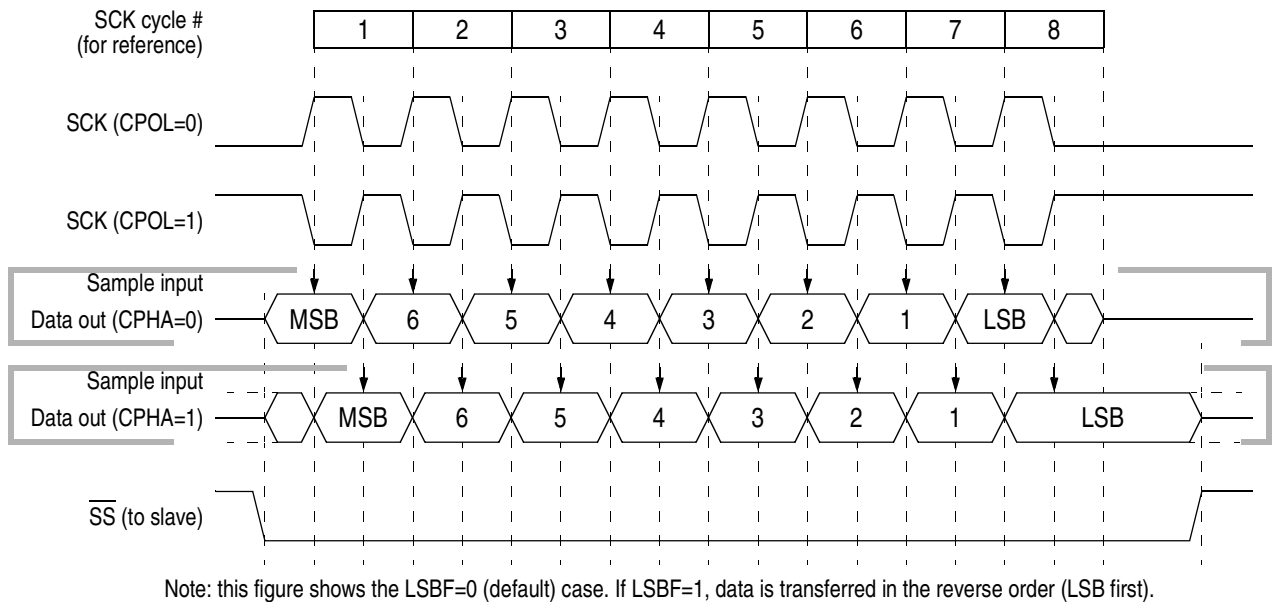 SCK cycle #
(for reference)
1 2 3 4 5 6 7 8
SCK (CPOL=0)
SCK (CPOL=1)
Sample input
Data out (CPHA=0) MSB 6 5 4 3 2 1 LSB
Sample input
Data out (CPHA=1) MSB 6 5 4 3 2 1 LSB
S̅S̅ (to slave)
Note: this figure shows the LSBF=0 (default) case. If LSBF=1, data is transferred in the reverse order (LSB first).